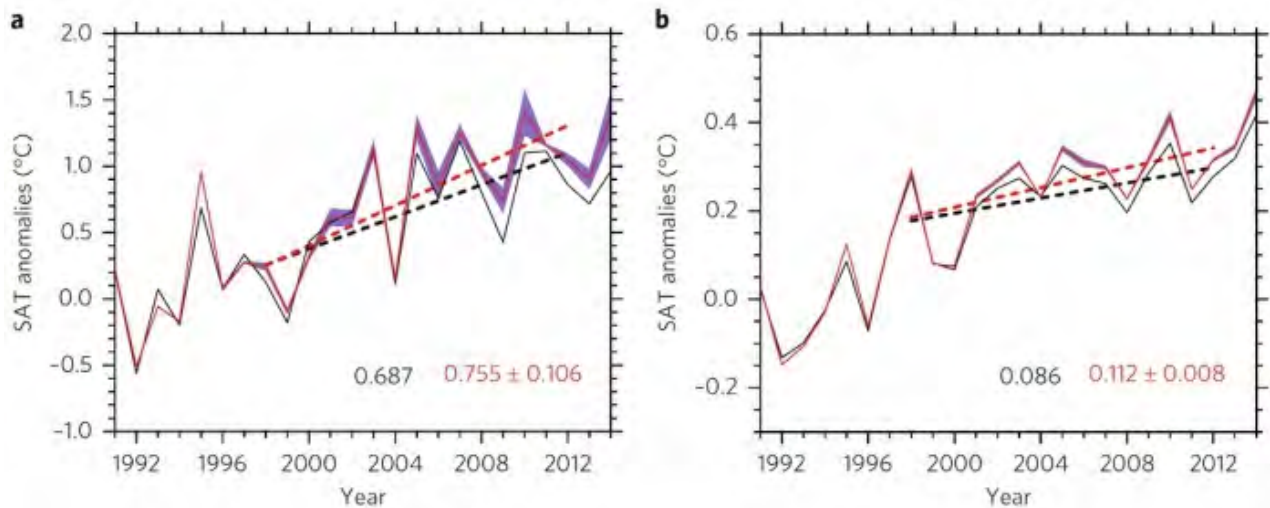 a
2.0
1.5
1.0
0.5
0.0
−0.5
−1.0
SAT anomalies (°C)
0.687 0.755 ± 0.106
1992 1996 2000 2004 2008 2012
Year
b
0.6
0.4
0.2
0.0
−0.2
SAT anomalies (°C)
0.086 0.112 ± 0.008
1992 1996 2000 2004 2008 2012
Year